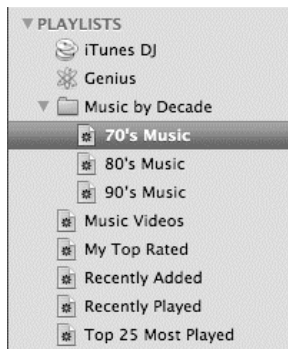 PLAYLISTS
iTunes DJ
Genius
Music by Decade
70's Music
80's Music
90's Music
Music Videos
My Top Rated
Recently Added
Recently Played
Top 25 Most Played